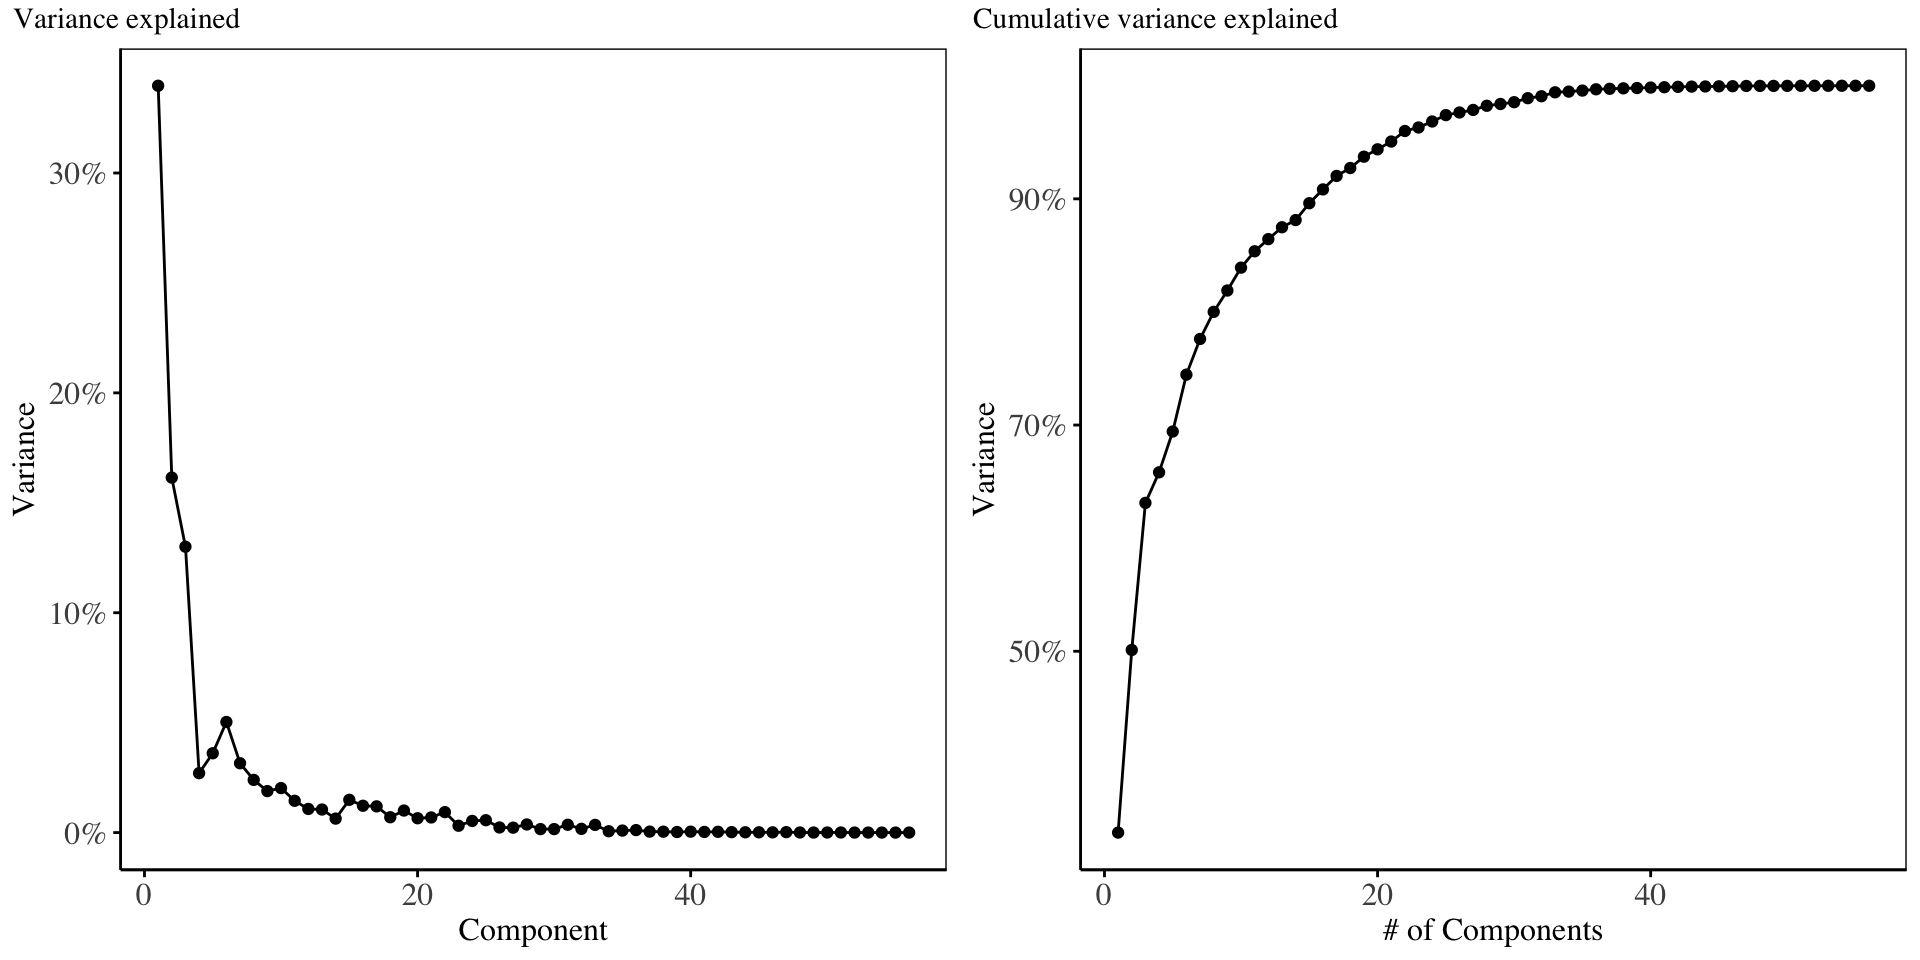 Variance explained
Variance
30%
20%
10%
0%
0
20
40
Component
Cumulative variance explained
Variance
90%
70%
50%
0
20
40
# of Components